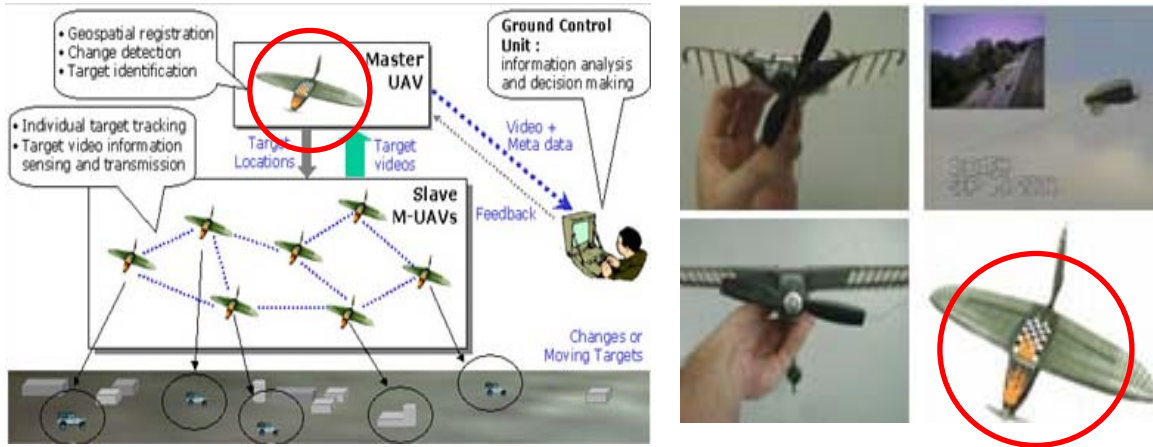 • Geospatial registration
• Change detection
• Target identification
Master
UAV
Ground Control
Unit :
information analysis
and decision making
• Individual target tracking
• Target video information
sensing and transmission
Target
Locations
Target
videos
Video +
Meta data
Feedback
Slave
M-UAVs
Changes or
Moving Targets